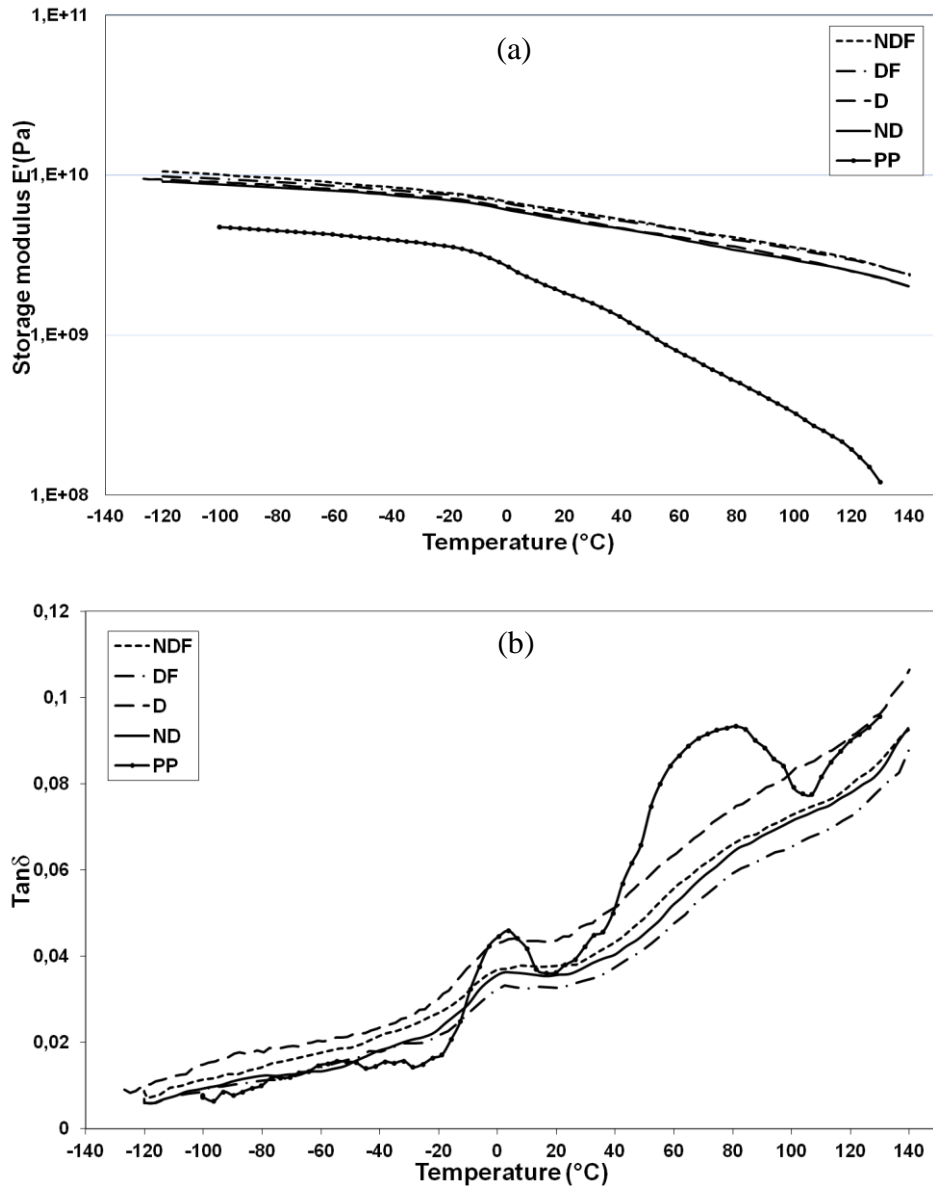 1,E+11
(a)
NDF
DF
D
ND
PP
1,E+10
1,E+09
1,E+08
Storage modulus E'(Pa)
-140 -120 -100 -80 -60 -40 -20 0 20 40 60 80 100 120 140
Temperature (°C)
0,12
(b)
NDF
DF
D
ND
PP
0,1
0,08
0,06
0,04
0,02
0
Tanδ
-140 -120 -100 -80 -60 -40 -20 0 20 40 60 80 100 120 140
Temperature (°C)